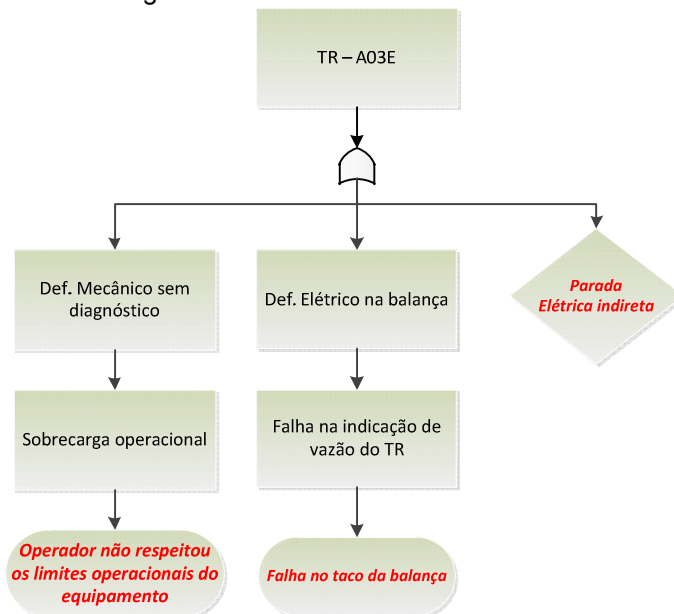 TR – A03E
Def. Mecânico sem
diagnóstico
Def. Elétrico na balança
Parada
Elétrica indireta
Sobrecarga operacional
Falha na indicação de
vazão do TR
Operador não respeitou
os limites operacionais do
equipamento
Falha no taco da balança